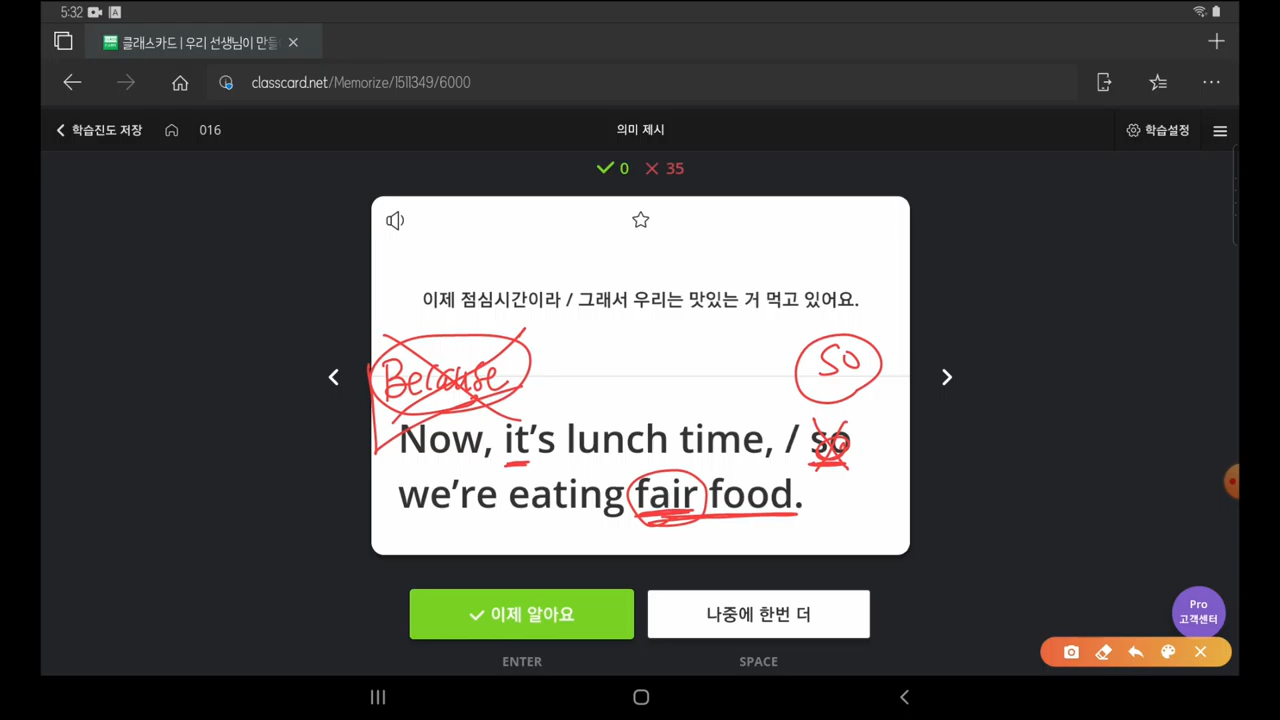 5:32
클래스카드 | 우리 선생님이 만들
classcard.net/Memorize/1511349/6000
학습진도 저장 016 의미 제시 학습설정
0 35
이제 점심시간이라 / 그래서 우리는 맛있는 거 먹고 있어요.
Because SO
Now, it's lunch time, / so
we're eating fair food.
이제 알아요 나중에 한번 더
ENTER SPACE
Pro
고객센터